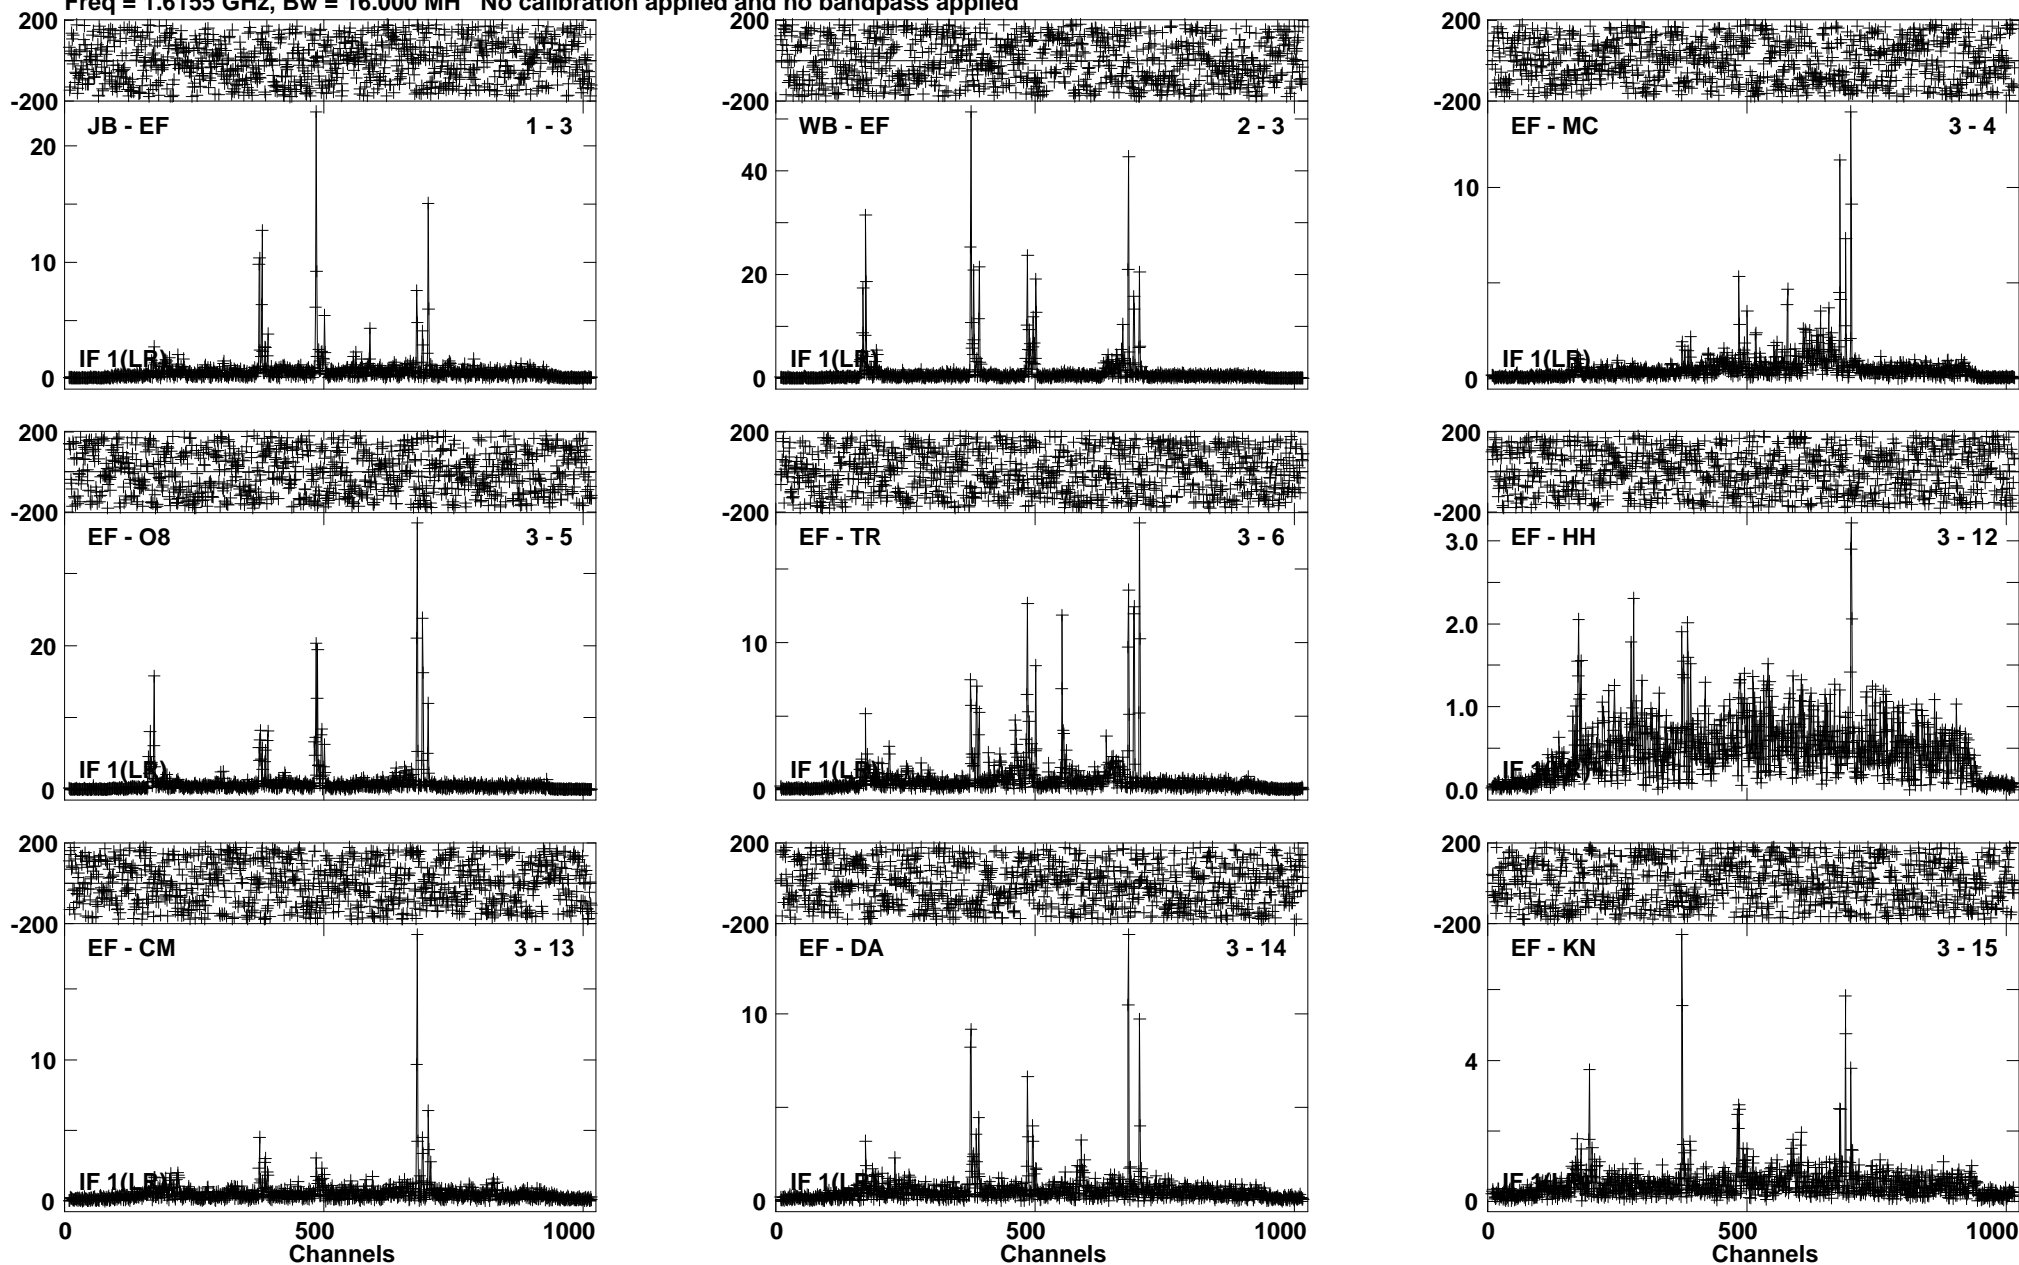 Freq = 1.6155 GHz, Bw = 16.000 MH No calibration applied and no bandpass applied
200 200 200
-200 -200 -200
JB - EF 1 - 3 WB - EF 2 - 3 EF - MC 3 - 4
20 40 10
10 20
IF 1(LR) IF 1(LR) IF 1(LR)
0 0 0
200 200 200
-200 -200 -200
EF - O8 3 - 5 EF - TR 3 - 6 EF - HH 3 - 12
20 10 3.0
2.0
1.0
IF 1(LR) IF 1(LR) IF 1
0 0 0.0
200 200 200
-200 -200 -200
EF - CM 3 - 13 EF - DA 3 - 14 EF - KN 3 - 15
10 10 4
IF 1(LR) IF 1(LR) IF 1
0 0 0
0 500 1000 0 500 1000 0 500 1000
Channels Channels Channels